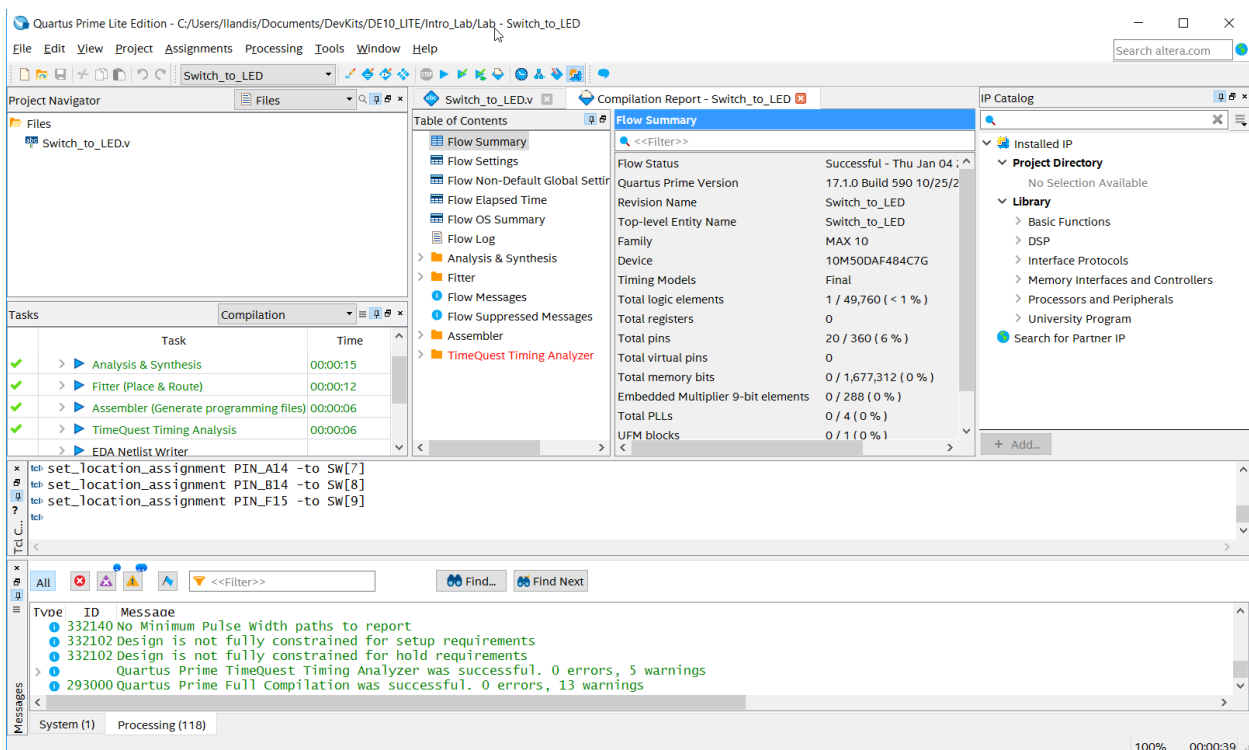 Quartus Prime Lite Edition - C:/Users/llandis/Documents/DevKits/DE10_LITE/Intro_Lab/Lab - Switch_to_LED
File Edit View Project Assignments Processing Tools Window Help
Search altera.com
Switch_to_LED
STOP
Project Navigator
Files
Files
abc Switch_to_LED.v
Tasks
Compilation
Task Time
Analysis & Synthesis 00:00:15
Fitter (Place & Route) 00:00:12
Assembler (Generate programming files) 00:00:06
TimeQuest Timing Analysis 00:00:06
EDA Netlist Writer
abc Switch_to_LED.v
Compilation Report - Switch_to_LED
Table of Contents
Flow Summary
Flow Settings
Flow Non-Default Global Settin
Flow Elapsed Time
Flow OS Summary
Flow Log
Analysis & Synthesis
Fitter
Flow Messages
Flow Suppressed Messages
Assembler
TimeQuest Timing Analyzer
Flow Summary
<<Filter>>
Flow Status Successful - Thu Jan 04
Quartus Prime Version 17.1.0 Build 590 10/25/2
Revision Name Switch_to_LED
Top-level Entity Name Switch_to_LED
Family MAX 10
Device 10M50DAF484C7G
Timing Models Final
Total logic elements 1 / 49,760 ( < 1 % )
Total registers 0
Total pins 20 / 360 ( 6 % )
Total virtual pins 0
Total memory bits 0 / 1,677,312 ( 0 % )
Embedded Multiplier 9-bit elements 0 / 288 ( 0 % )
Total PLLs 0 / 4 ( 0 % )
UFM blocks 0 / 1 ( 0 % )
IP Catalog
Installed IP
Project Directory
No Selection Available
Library
Basic Functions
DSP
Interface Protocols
Memory Interfaces and Controllers
Processors and Peripherals
University Program
Search for Partner IP
+ Add...
tcl> set_location_assignment PIN_A14 -to SW[7]
tcl> set_location_assignment PIN_B14 -to SW[8]
tcl> set_location_assignment PIN_F15 -to SW[9]
tcl>
Tcl C...
All
<<Filter>>
Find...
Find Next
Type ID Message
332140 No Minimum Pulse Width paths to report
332102 Design is not fully constrained for setup requirements
332102 Design is not fully constrained for hold requirements
Quartus Prime TimeQuest Timing Analyzer was successful. 0 errors, 5 warnings
293000 Quartus Prime Full Compilation was successful. 0 errors, 13 warnings
Messages
System (1) Processing (118)
100% 00:00:39